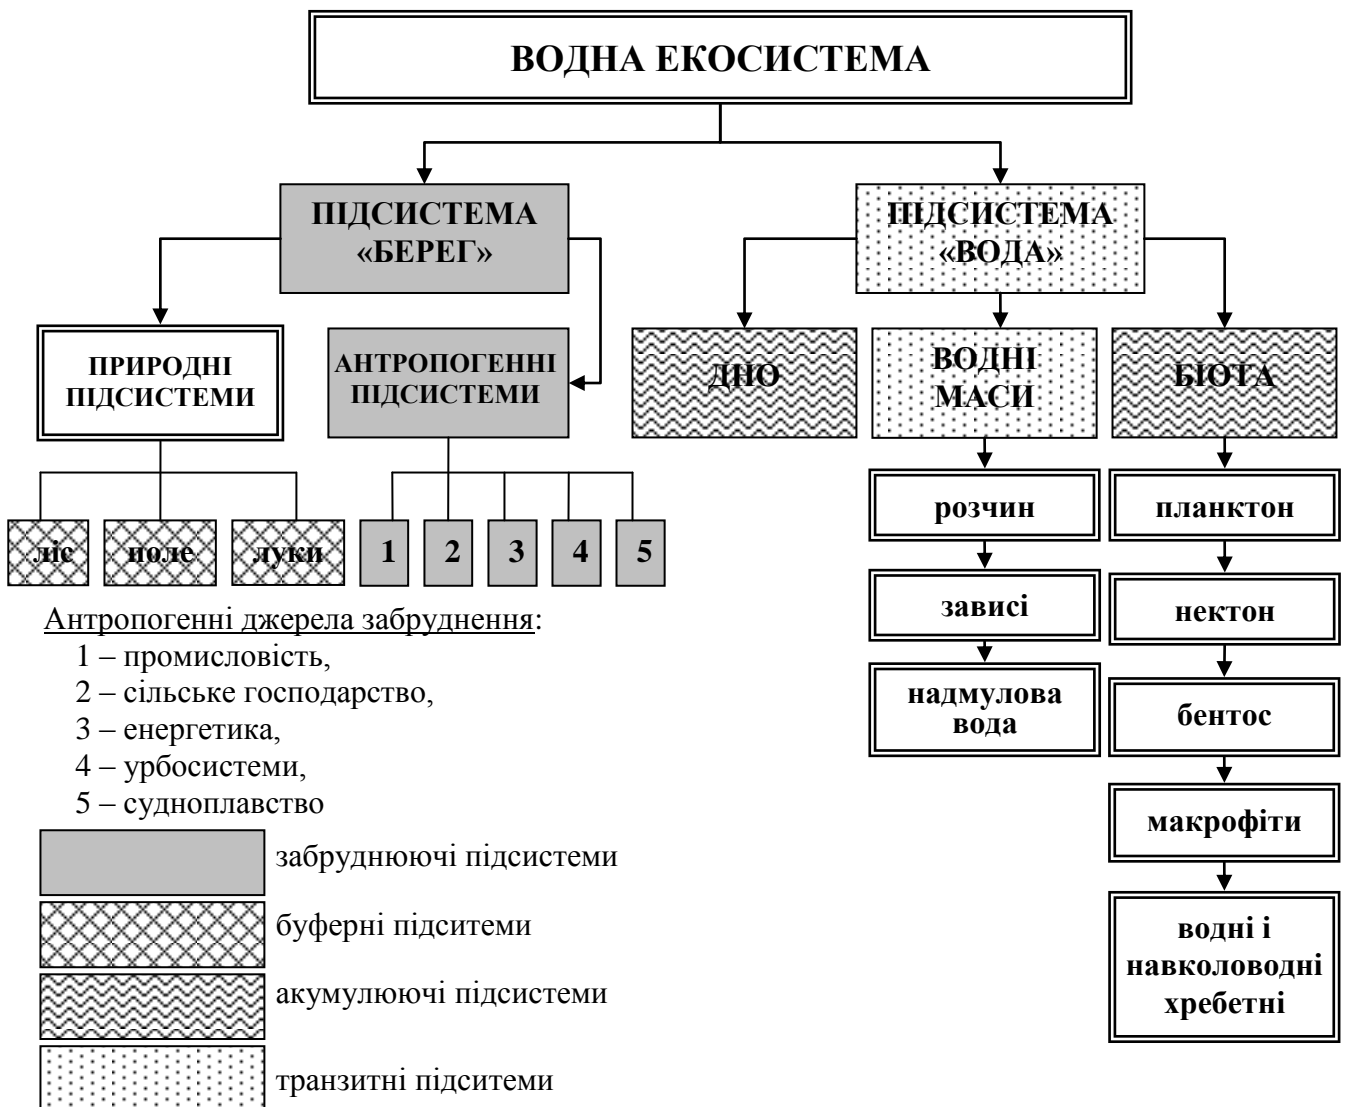 ВОДНА ЕКОСИСТЕМА
ПІДСИСТЕМА
«БЕРЕГ»
ПІДСИСТЕМА
«ВОДА»
ПРИРОДНІ
ПІДСИСТЕМИ
АНТРОПОГЕННІ
ПІДСИСТЕМИ
ДНО
ВОДНІ
МАСИ
БІОТА
ліс
поле
луки
1
2
3
4
5
розчин
зависі
надмулова
вода
планктон
нектон
бентос
макрофіти
водні і
навколоводні
хребетні
Антропогенні джерела забруднення:
1 – промисловість,
2 – сільське господарство,
3 – енергетика,
4 – урбосистеми,
5 – судноплавство
забруднюючі підсистеми
буферні підситеми
акумулюючі підсистеми
транзитні підситеми